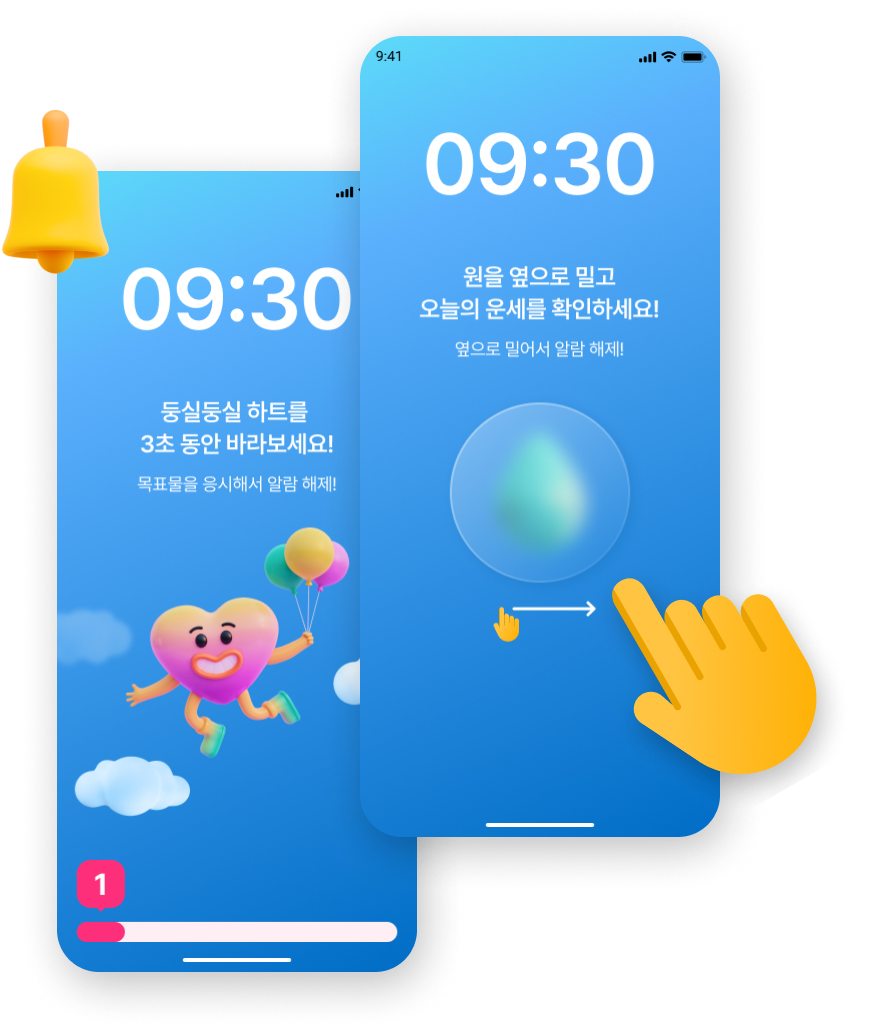 09:30
둥실둥실 하트를
3초 동안 바라보세요!
목표물을 응시해서 알람 해제!
1
9:41
09:30
원을 옆으로 밀고
오늘의 운세를 확인하세요!
옆으로 밀어서 알람 해제!